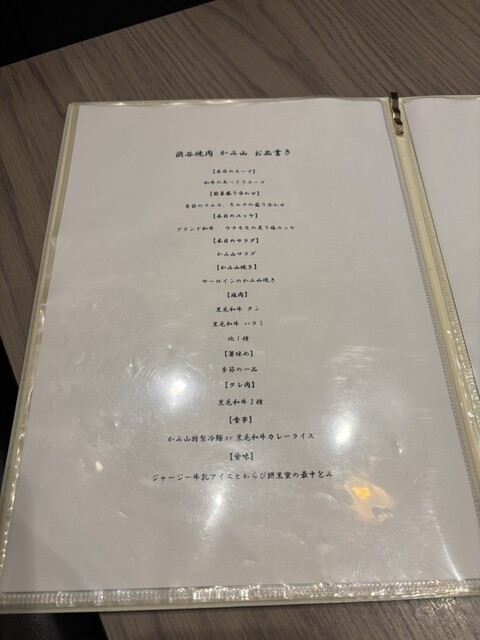 渋谷焼肉 かみ山 お品書き
【本日のスープ】
和牛のあっさりスープ
【前菜盛り合わせ】
季節のナムル、キムチの盛り合わせ
【本日のユッケ】
ブランド和牛 ウチモモの炙り塩ユッケ
【本日のサラダ】
かみ山サラダ
【かみ山焼き】
サーロインのかみ山焼き
【塩肉】
黒毛和牛 タン
黒毛和牛 ハラミ
他1種
【箸休め】
季節の一品
【タレ肉】
黒毛和牛3種
【食事】
かみ山特製冷麺or黒毛和牛カレーライス
【甘味】
ジャージー牛乳アイスとわらび餅黒蜜の最中包み